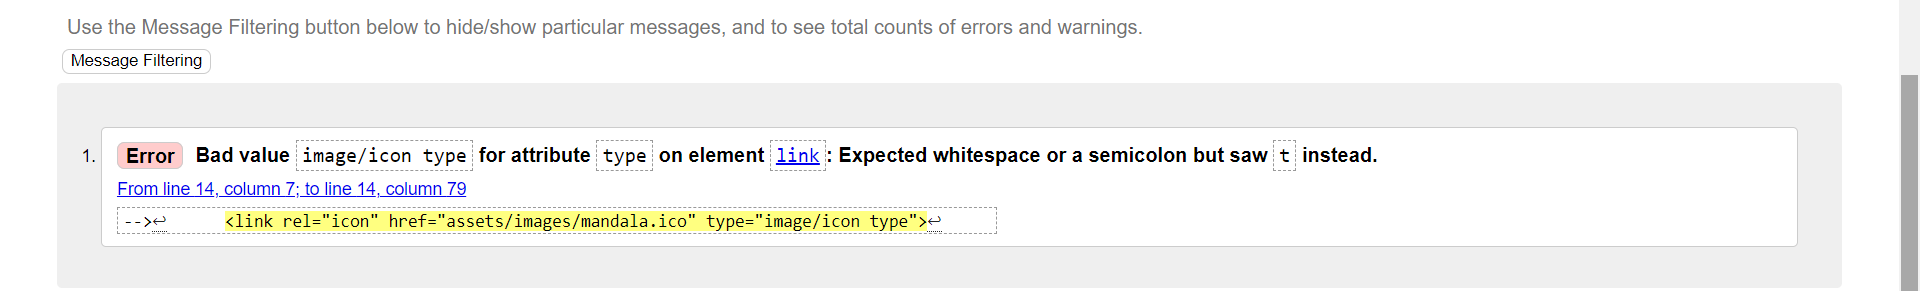 Use the Message Filtering button below to hide/show particular messages, and to see total counts of errors and warnings.
Message Filtering
1. Error Bad value image/icon type for attribute type on element link: Expected whitespace or a semicolon but saw t instead.
From line 14, column 7; to line 14, column 79
-->↩ <link rel="icon" href="assets/images/mandala.ico" type="image/icon type">↩